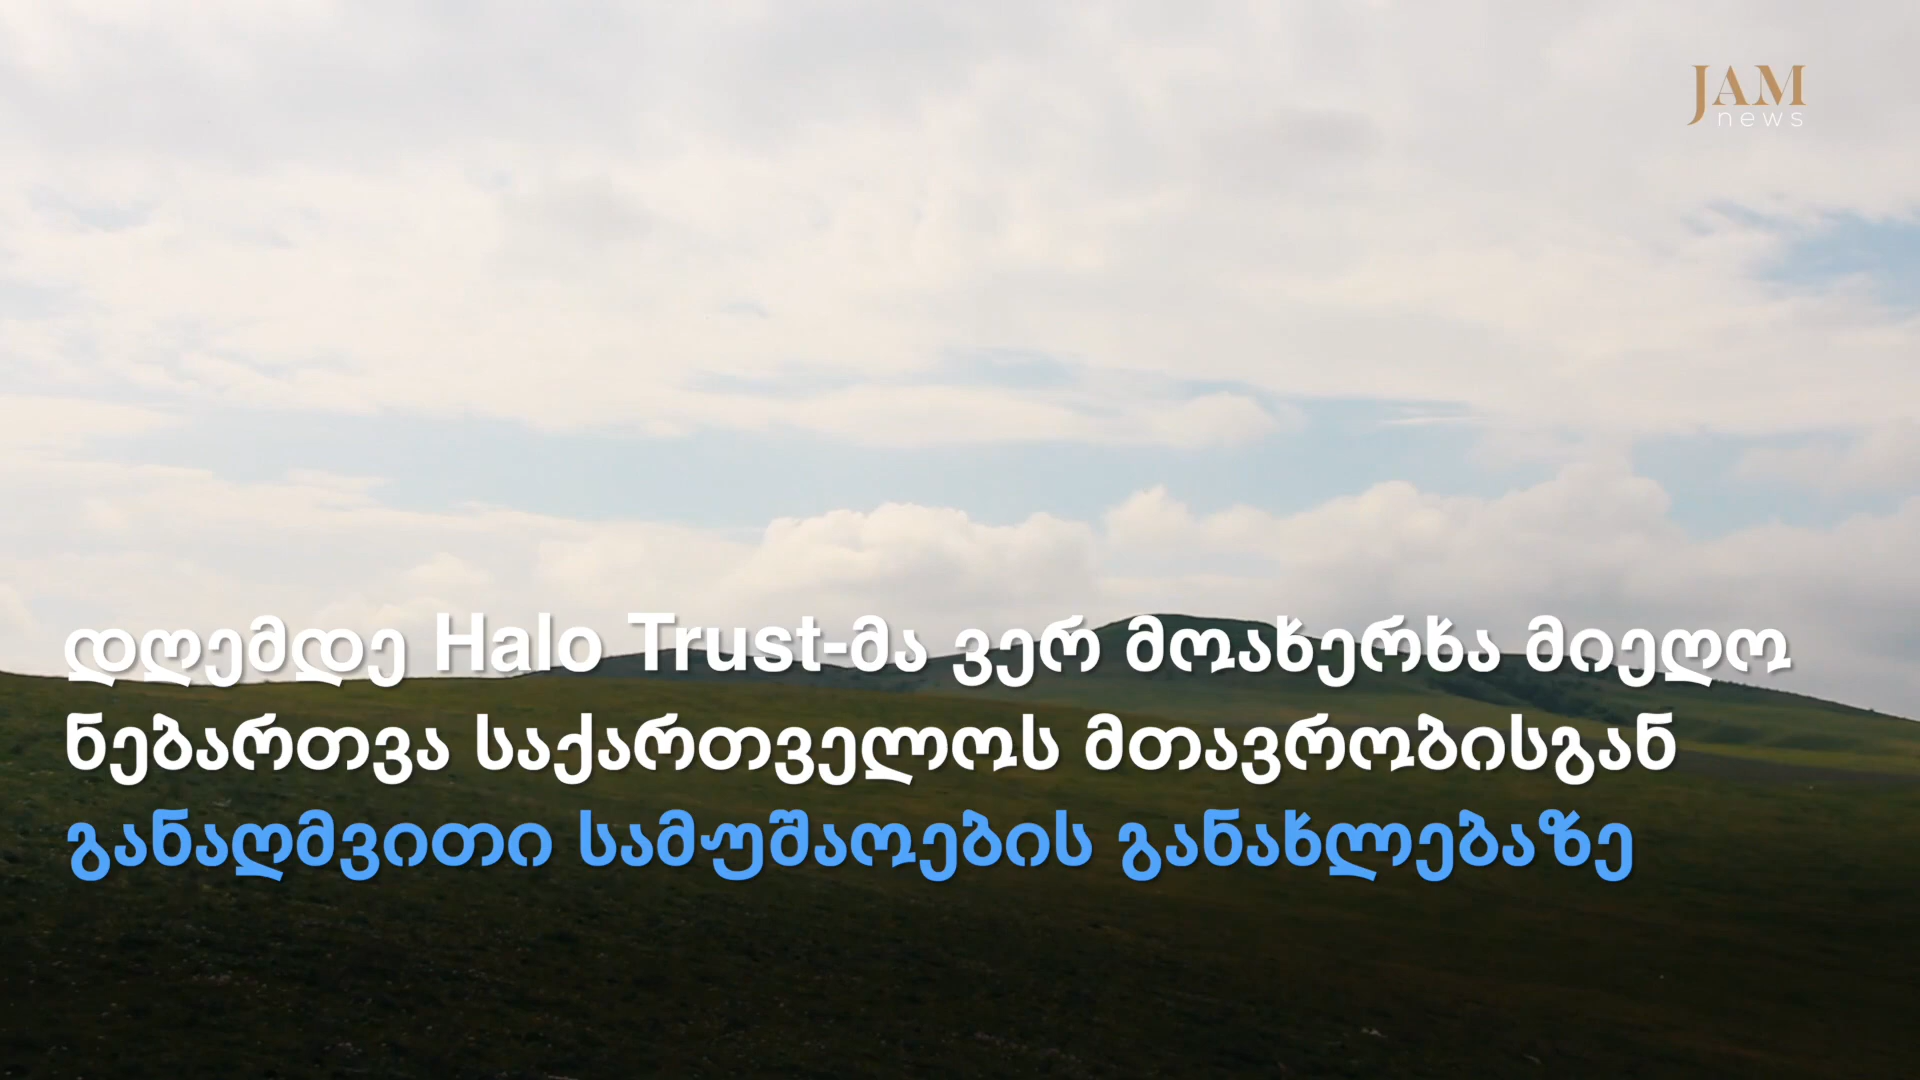 JAM
news
დღემდე Halo Trust-მა ვერ მოახერხა მიეღო
ნებართვა საქართველოს მთავრობისგან
განაღმვითი სამუშაოების განახლებაზე